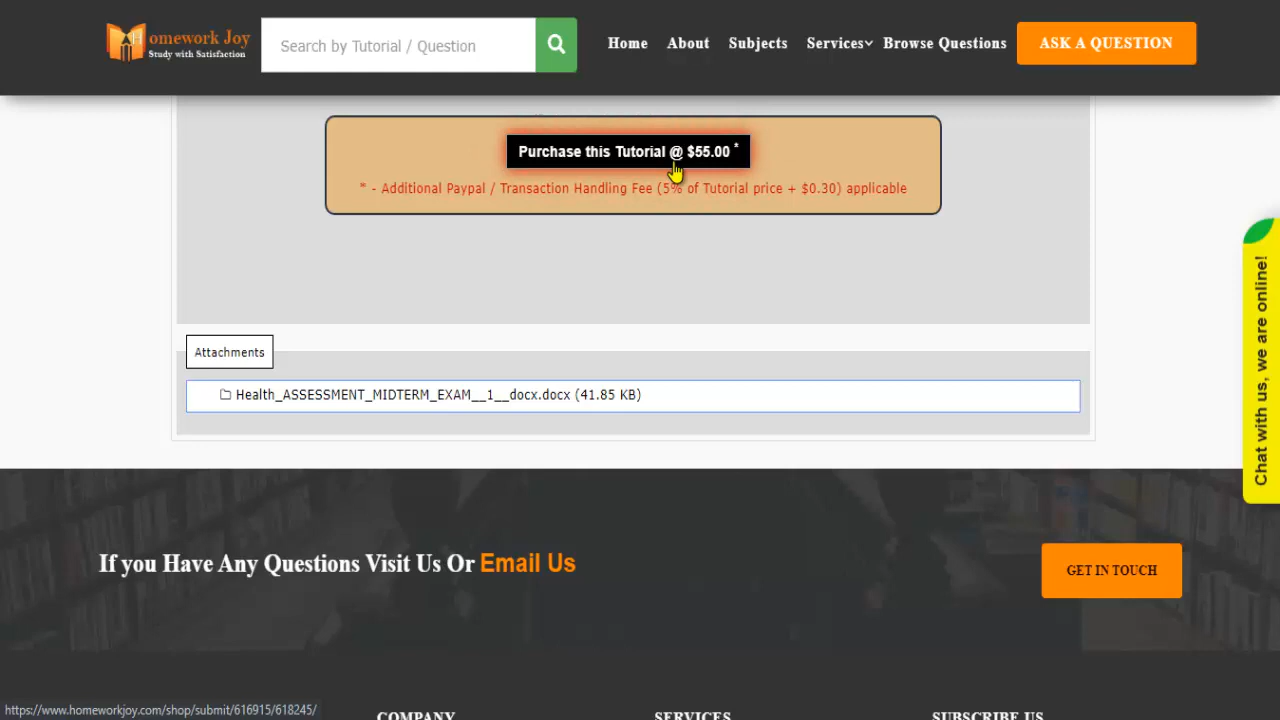 omework Joy
Study with Satisfaction
Search by Tutorial / Question
Home About Subjects Services Browse Questions
ASK A QUESTION
Purchase this Tutorial @ $55.00 *
* - Additional Paypal / Transaction Handling Fee (5% of Tutorial price + $0.30) applicable
Chat with us, we are online!
Attachments
Health_ASSESSMENT_MIDTERM_EXAM__1__docx.docx (41.85 KB)
If you Have Any Questions Visit Us Or Email Us
GET IN TOUCH
https://www.homeworkjoy.com/shop/submit/616915/618245/
COMPANY
SERVICES
SUBSCRIBE US